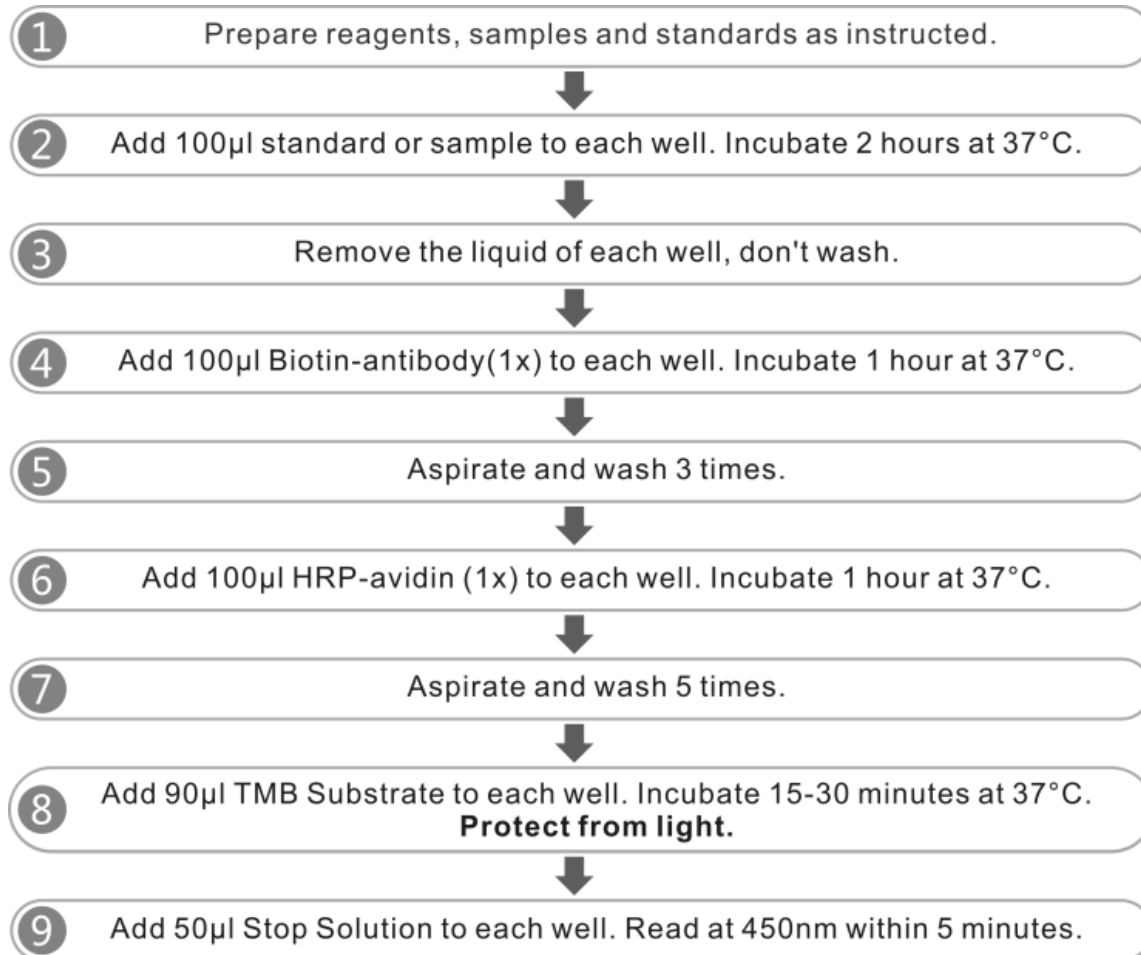 1 Prepare reagents, samples and standards as instructed.
2 Add 100µl standard or sample to each well. Incubate 2 hours at 37°C.
3 Remove the liquid of each well, don't wash.
4 Add 100µl Biotin-antibody(1x) to each well. Incubate 1 hour at 37°C.
5 Aspirate and wash 3 times.
6 Add 100µl HRP-avidin (1x) to each well. Incubate 1 hour at 37°C.
7 Aspirate and wash 5 times.
8 Add 90µl TMB Substrate to each well. Incubate 15-30 minutes at 37°C.
Protect from light.
9 Add 50µl Stop Solution to each well. Read at 450nm within 5 minutes.